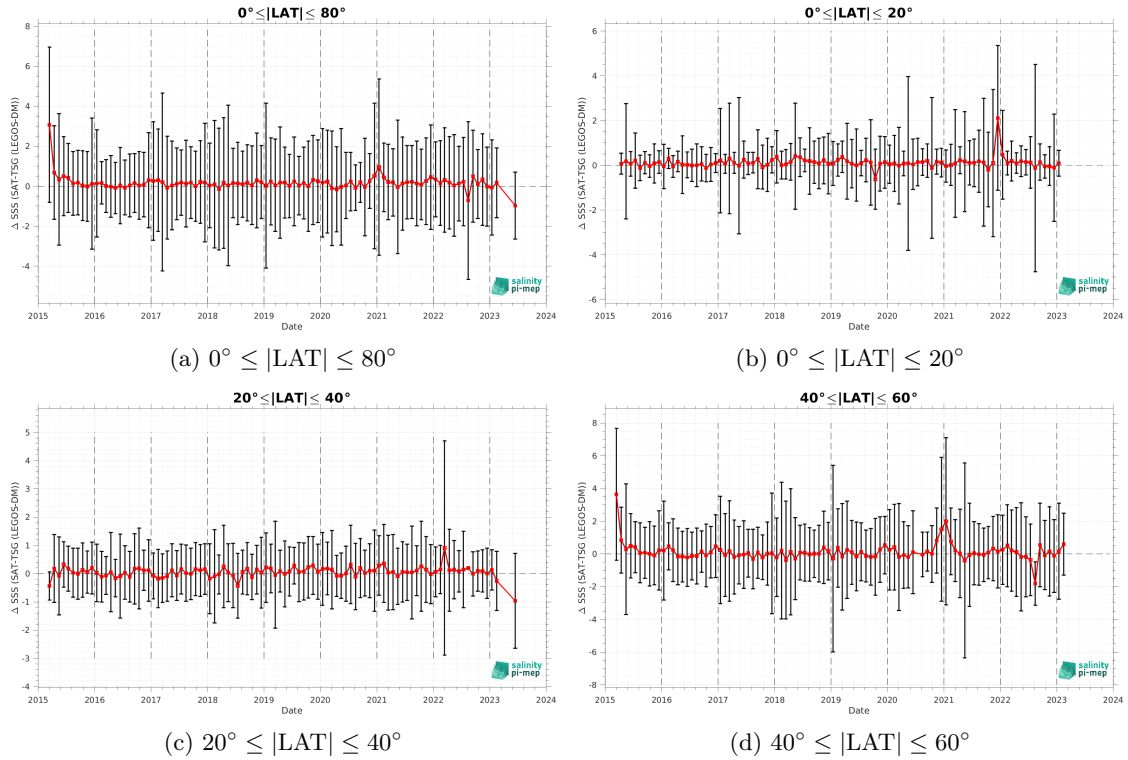 0°≤|LAT|≤ 80°
Δ SSS (SAT-TSG (LEGOS-DM))
8
6
4
2
0
-2
-4
2015 2016 2017 2018 2019 2020 2021 2022 2023 2024
Date
salinity
pi-mep
(a) 0° ≤ |LAT| ≤ 80°
0°≤|LAT|≤ 20°
Δ SSS (SAT-TSG (LEGOS-DM))
6
4
2
0
-2
-4
-6
2015 2016 2017 2018 2019 2020 2021 2022 2023 2024
Date
salinity
pi-mep
(b) 0° ≤ |LAT| ≤ 20°
20°≤|LAT|≤ 40°
Δ SSS (SAT-TSG (LEGOS-DM))
5
4
3
2
1
0
-1
-2
-3
-4
2015 2016 2017 2018 2019 2020 2021 2022 2023 2024
Date
salinity
pi-mep
(c) 20° ≤ |LAT| ≤ 40°
40°≤|LAT|≤ 60°
Δ SSS (SAT-TSG (LEGOS-DM))
8
6
4
2
0
-2
-4
-6
-8
2015 2016 2017 2018 2019 2020 2021 2022 2023 2024
Date
salinity
pi-mep
(d) 40° ≤ |LAT| ≤ 60°